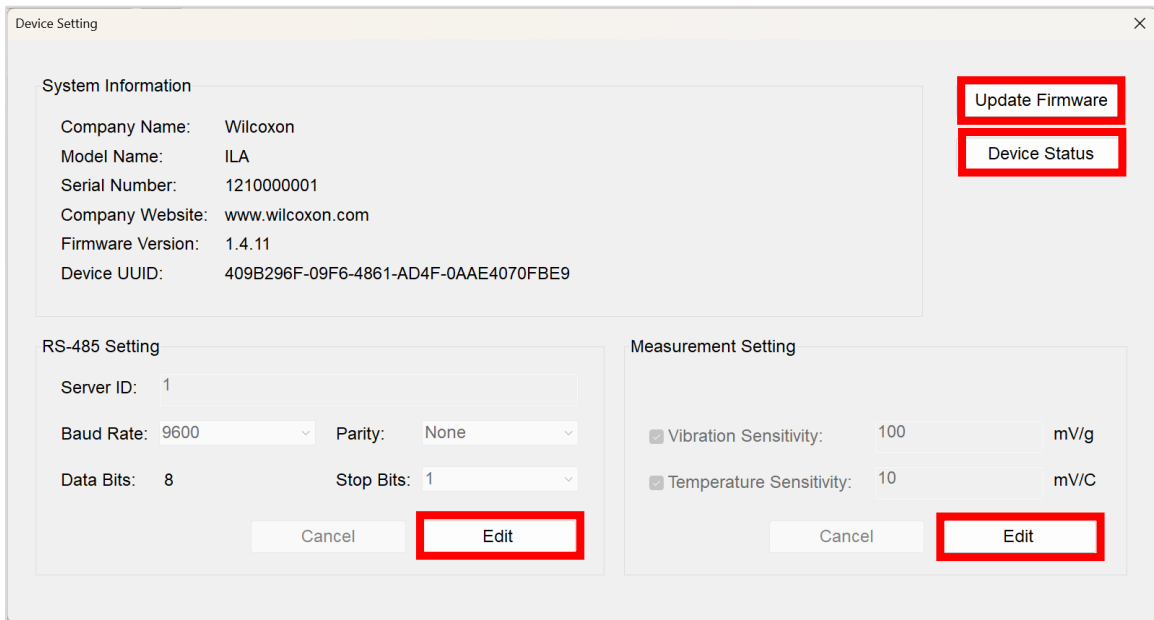 Device Setting
System Information
Update Firmware
Company Name: Wilcoxon
Device Status
Model Name: ILA
Serial Number: 1210000001
Company Website: www.wilcoxon.com
Firmware Version: 1.4.11
Device UUID: 409B296F-09F6-4861-AD4F-0AAE4070FBE9
RS-485 Setting
Server ID: 1
Baud Rate: 9600 Parity: None
Data Bits: 8 Stop Bits: 1
Cancel Edit
Measurement Setting
Vibration Sensitivity: 100 mV/g
Temperature Sensitivity: 10 mV/C
Cancel Edit